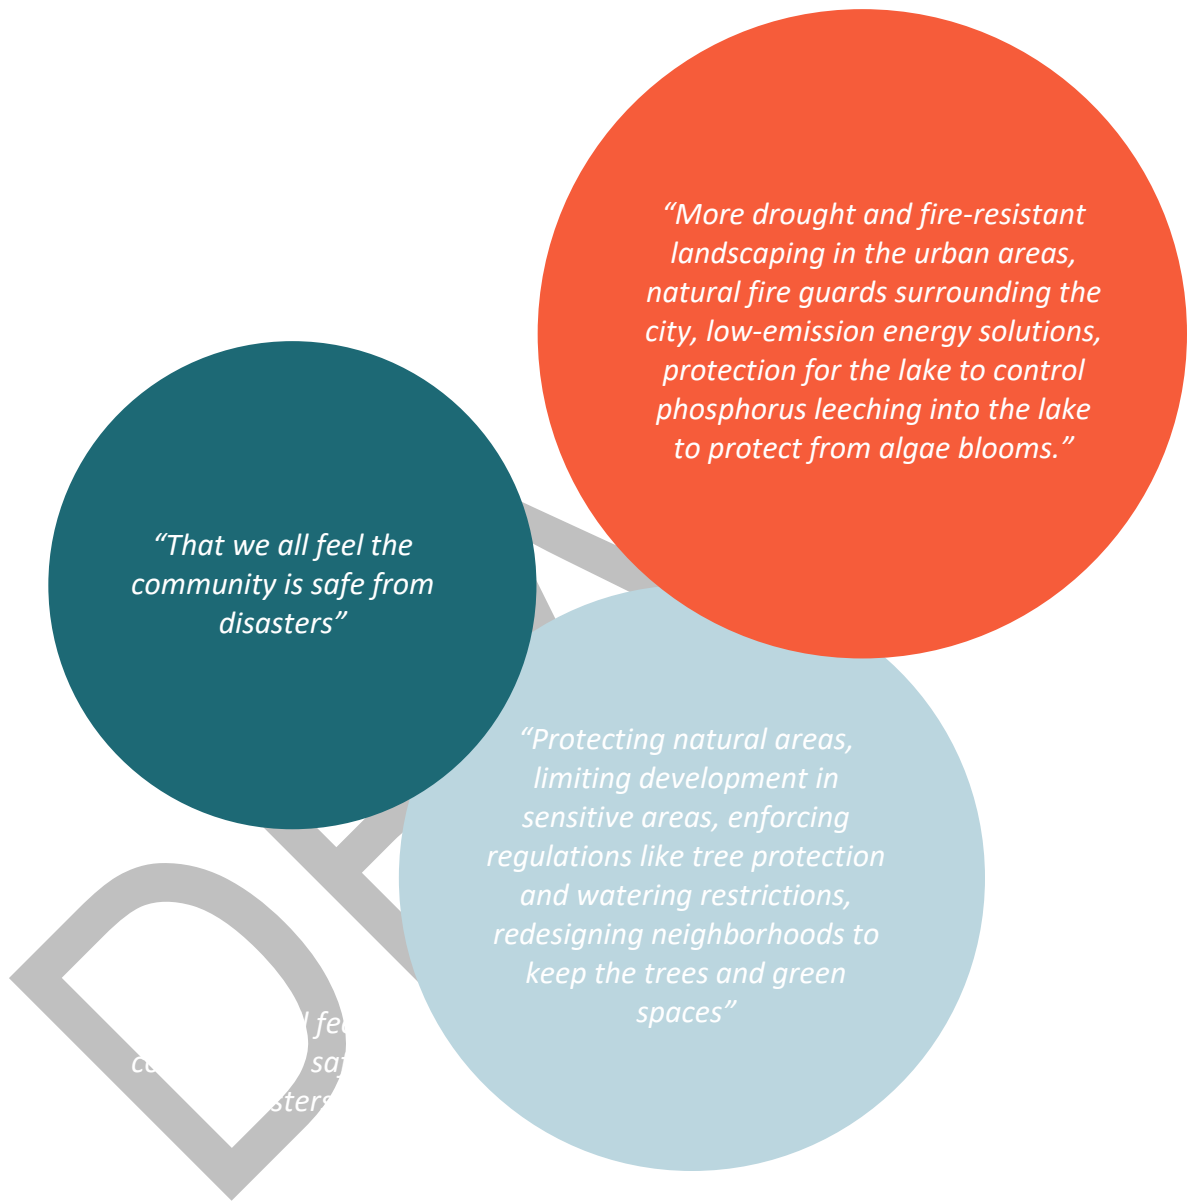 “More drought and fire-resistant
landscaping in the urban areas,
natural fire guards surrounding the
city, low-emission energy solutions,
protection for the lake to control
phosphorus leeching into the lake
to protect from algae blooms.”
“That we all feel the
community is safe from
disasters”
“Protecting natural areas,
limiting development in
sensitive areas, enforcing
regulations like tree protection
and watering restrictions,
redesigning neighborhoods to
keep the trees and green
spaces”